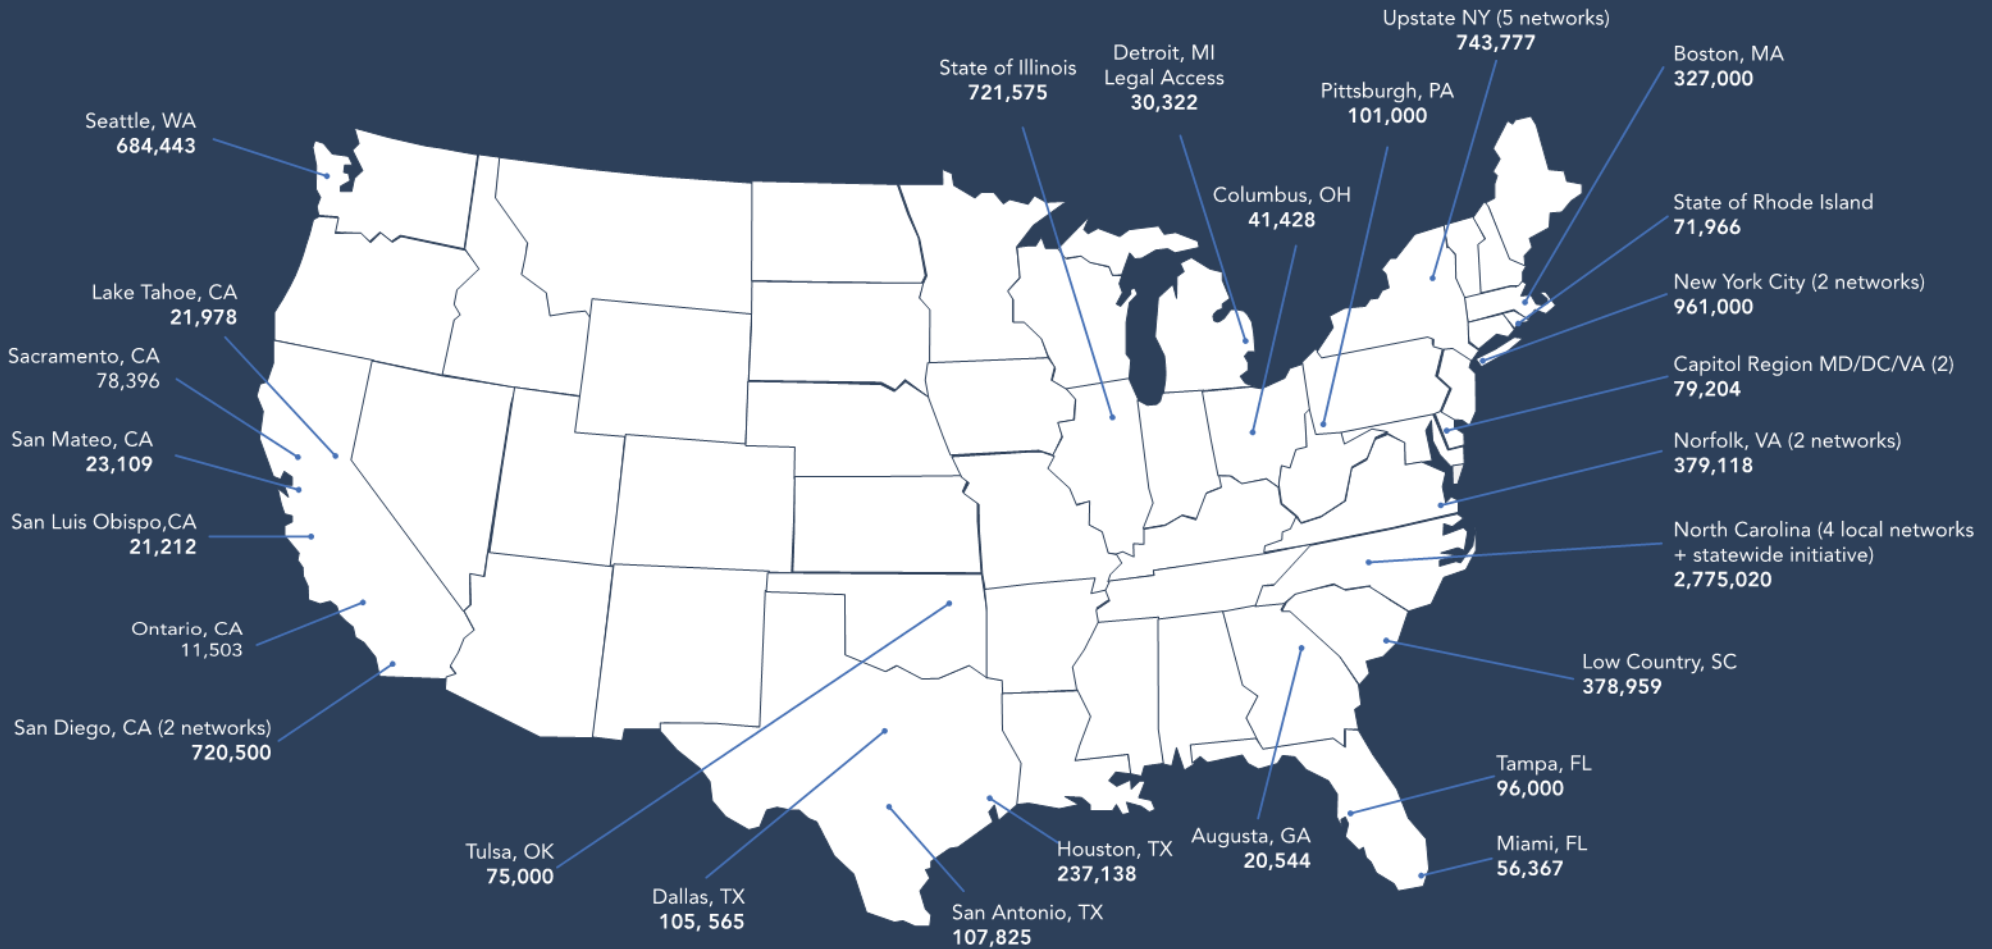 Upstate NY (5 networks)
743,777
Detroit, MI
Legal Access
30,322
State of Illinois
721,575
Boston, MA
327,000
Pittsburgh, PA
101,000
Seattle, WA
684,443
Columbus, OH
41,428
State of Rhode Island
71,966
Lake Tahoe, CA
21,978
New York City (2 networks)
961,000
Sacramento, CA
78,396
Capitol Region MD/DC/VA (2)
79,204
San Mateo, CA
23,109
Norfolk, VA (2 networks)
379,118
San Luis Obispo,CA
21,212
North Carolina (4 local networks
+ statewide initiative)
2,775,020
Ontario, CA
11,503
Low Country, SC
378,959
San Diego, CA (2 networks)
720,500
Tampa, FL
96,000
Tulsa, OK
75,000
Houston, TX
237,138
Augusta, GA
20,544
Miami, FL
56,367
Dallas, TX
105, 565
San Antonio, TX
107,825